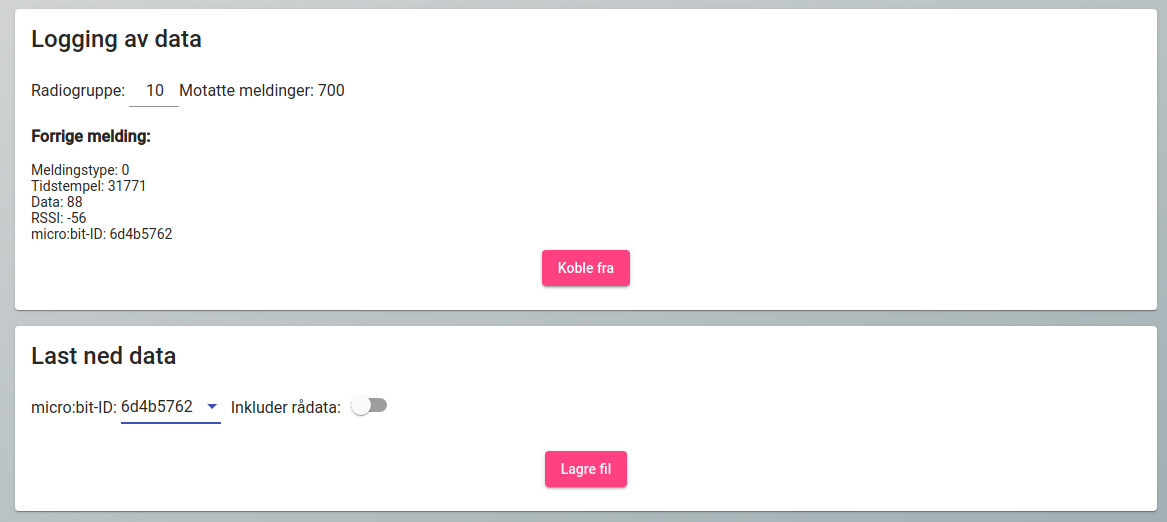 Logging av data
Radiogruppe: 10 Motatte meldinger: 700
Forrige melding:
Meldingstype: 0
Tidstempel: 31771
Data: 88
RSSI: -56
micro:bit-ID: 6d4b5762
Koble fra
Last ned data
micro:bit-ID: 6d4b5762 Inkluder rådata:
Lagre fil